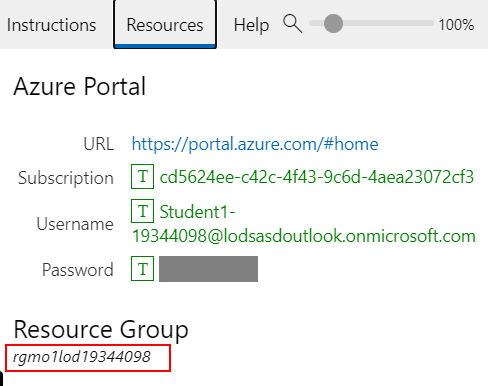 Instructions Resources Help 100%
Azure Portal
URL https://portal.azure.com/#home
Subscription T cd5624ee-c42c-4f43-9c6d-4aea23072cf3
Username T Student1-
19344098@lodsasdoutlook.onmicrosoft.com
Password T
Resource Group
rgmo1lod19344098